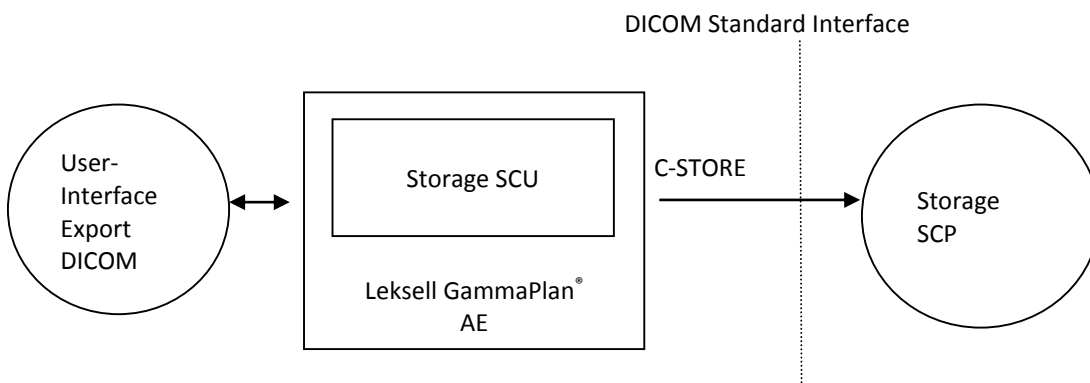 DICOM Standard Interface
User-
Interface
Export
DICOM
Storage SCU
Leksell GammaPlan®
AE
C-STORE
Storage
SCP